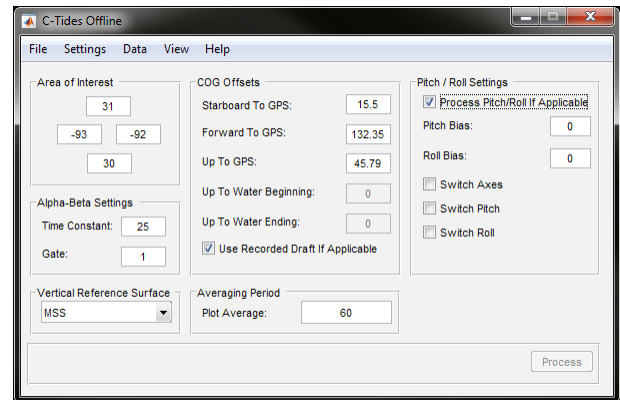 C-Tides Offline
File Settings Data View Help
Area of Interest
31
-93 -92
30
Alpha-Beta Settings
Time Constant: 25
Gate: 1
Vertical Reference Surface
MSS
COG Offsets
Starboard To GPS: 15.5
Forward To GPS: 132.35
Up To GPS: 45.79
Up To Water Beginning: 0
Up To Water Ending: 0
Use Recorded Draft If Applicable
Averaging Period
Plot Average: 60
Pitch / Roll Settings
Process Pitch/Roll If Applicable
Pitch Bias: 0
Roll Bias: 0
Switch Axes
Switch Pitch
Switch Roll
Process